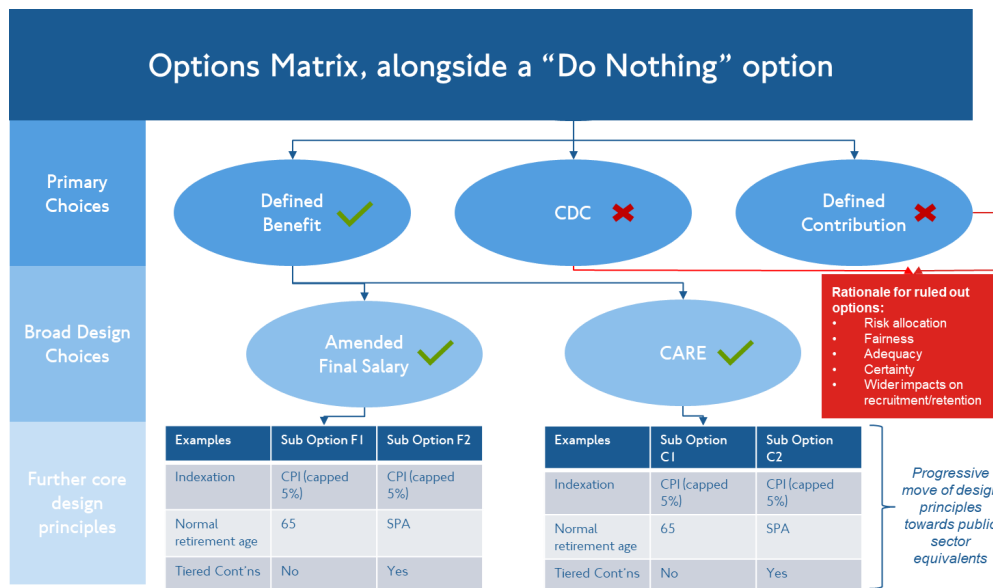 Options Matrix, alongside a “Do Nothing” option
Primary
Choices
Defined
Benefit
CDC
Defined
Contribution
Rationale for ruled out
options:
• Risk allocation
• Fairness
• Adequacy
• Certainty
• Wider impacts on
recruitment/retention
Broad Design
Choices
Amended
Final Salary
CARE
Further core
design
principles
Examples Sub Option F1 Sub Option F2
Indexation CPI (capped CPI (capped
5%) 5%)
Normal 65 SPA
retirement age
Tiered Cont'ns No Yes
Examples Sub Option Sub Option
C1 C2
Indexation CPI (capped CPI (capped
5%) 5%)
Normal 65 SPA
retirement age
Tiered Cont'ns No Yes
Progressive
move of design
principles
towards public
sector
equivalents